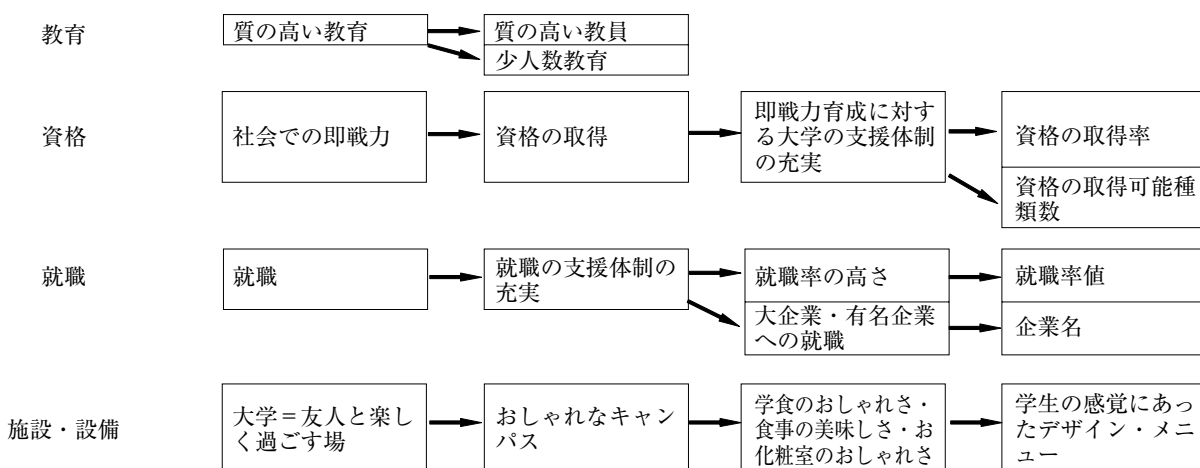 教育
質の高い教育
質の高い教員
少人数教育
資格
社会での即戦力
資格の取得
即戦力育成に対す
る大学の支援体制
の充実
資格の取得率
資格の取得可能種
類数
就職
就職
就職の支援体制の
充実
就職率の高さ
就職率値
大企業・有名企業
への就職
企業名
施設・設備
大学＝友人と楽し
く過ごす場
おしゃれなキャン
パス
学食のおしゃれさ・
食事の美味しさ・お
化粧室のおしゃれさ
学生の感覚にあっ
たデザイン・メニ
ュー